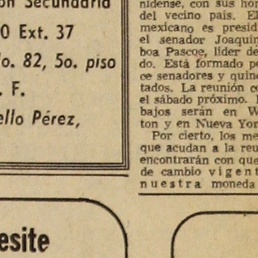 ón Secundaria
0 Ext. 37
lo. 82, 5o. piso
. F.
ello Pérez,
esite
nidense, con sus hom
del vecino país. El
mexicano es presid
el senador Joaquín
boa Pascoe, líder de
do. Está formado p
ce senadores y quin
tados. La reunión co
el sábado próximo. I
bajos serán en W
ton y en Nueva Yor
Por cierto, los me
que acudan a la reu
encontrarán con que
de cambio vigent
nuestra moneda